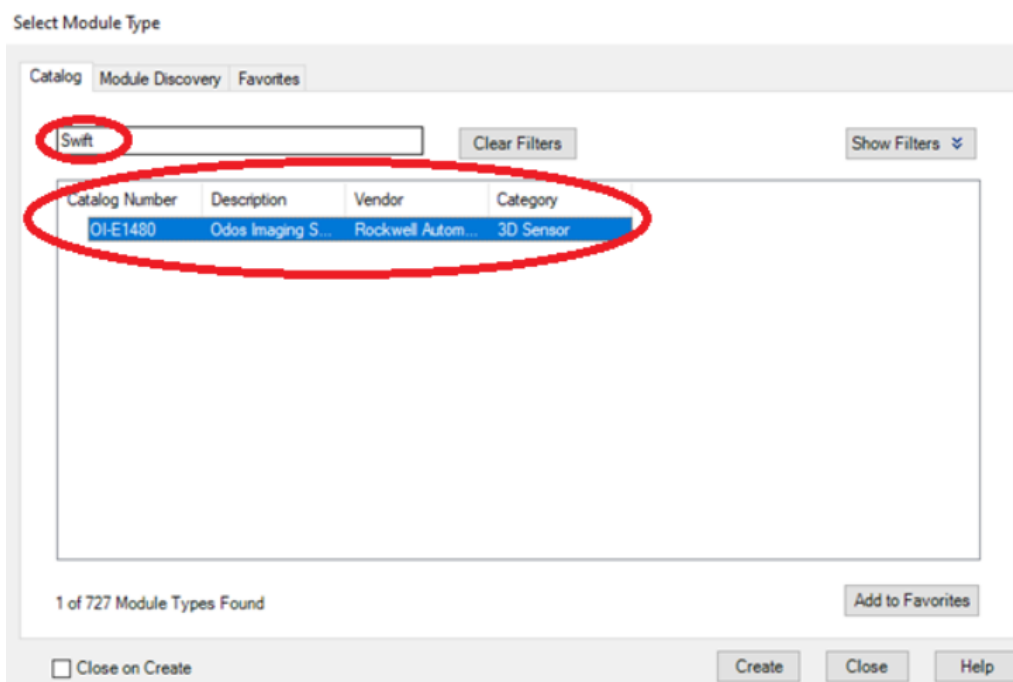 Select Module Type
Catalog Module Discovery Favorites
Swift Clear Filters Show Filters
Catalog Number Description Vendor Category
OI-E1480 Odos Imaging S... Rockwell Autom... 3D Sensor
1 of 727 Module Types Found Add to Favorites
Close on Create Create Close Help